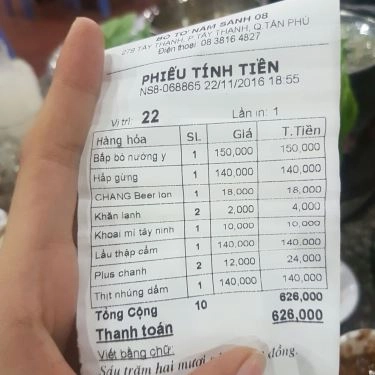 BÒ TƠ NAM SÁNH 08
279 TÂY THẠNH, P.TÂY THẠNH, Q.TÂN PHÚ
Điện thoại: 08 3816 4827
PHIẾU TÍNH TIỀN
NS8-068865 22/11/2016 18:55
Vị trí: 22 Lần in: 1
Hàng hóa SL. Giá T.Tiền
Bắp bò nướng y 1 150,000 150,000
Hấp gừng 1 140,000 140,000
CHANG Beer lon 1 18,000 18,000
Khăn lạnh 2 2,000 4,000
Khoai mì tây ninh 1 10,000 10,000
Lẩu thập cẩm 1 140,000 140,000
Plus chanh 2 12,000 24,000
Thịt nhúng dấm 1 140,000 140,000
Tổng Cộng 10 626,000
Thanh toán 626,000
Viết bằng chữ:
Sáu trăm hai mươi đồng.